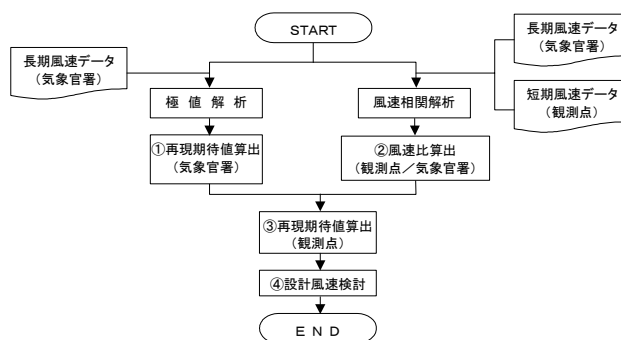 START
長期風速データ
(気象官署)
長期風速データ
(気象官署)
短期風速データ
(観測点)
極 値 解 析
風速相関解析
①再現期待値算出
(気象官署)
②風速比算出
(観測点/気象官署)
③再現期待値算出
(観測点)
④設計風速検討
E N D